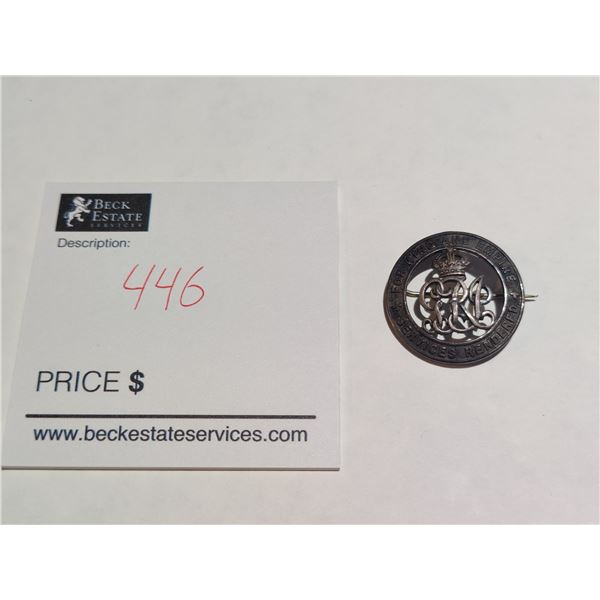 BECK
ESTATE
SERVICES
Description:
446
PRICE $
www.beckestateservices.com
FOR KING AND EMPIRE
SERVICES RENDERED